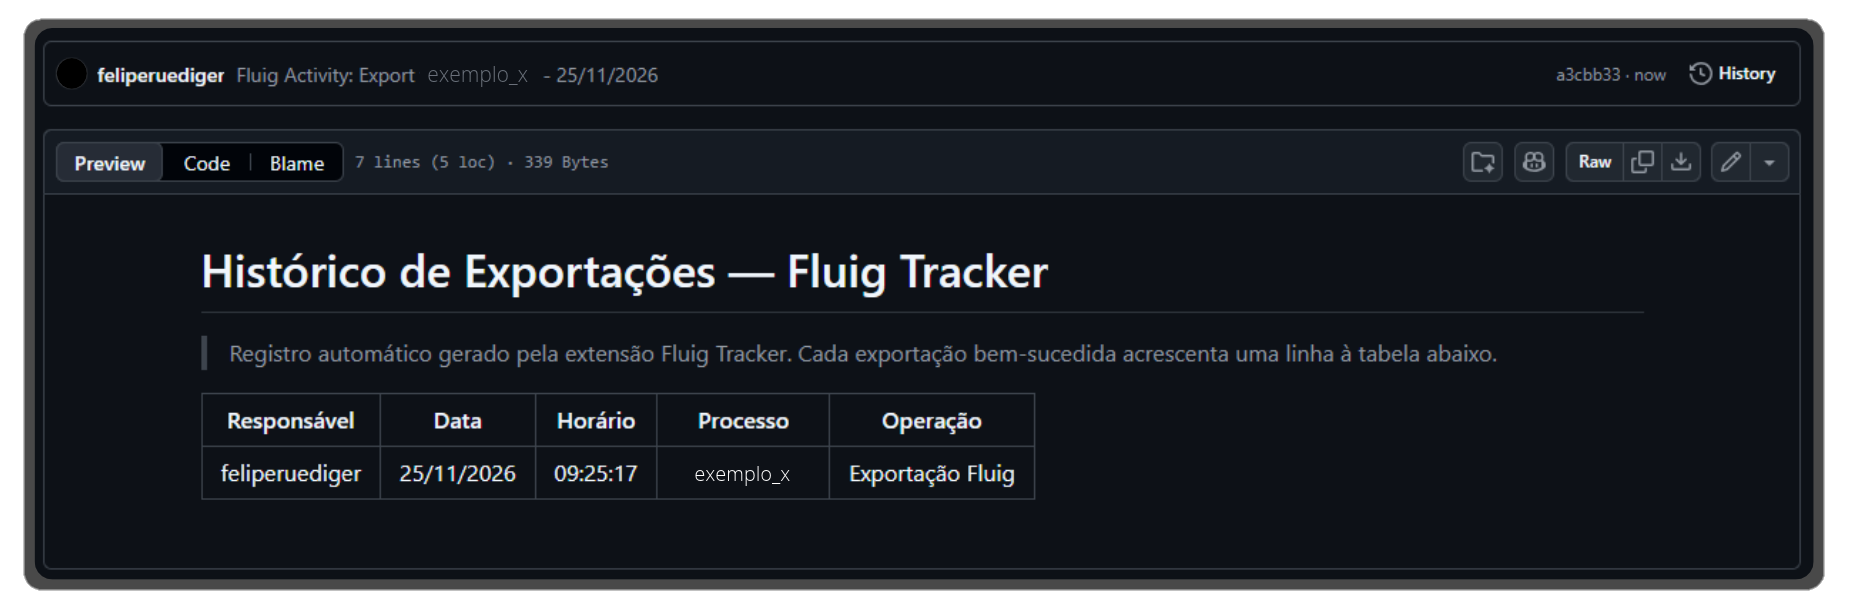 feliperuediger Fluig Activity: Export exemplo_x - 25/11/2026
a3cbb33 · now History
Preview Code Blame 7 lines (5 loc) · 339 Bytes
Raw
Histórico de Exportações — Fluig Tracker
Registro automático gerado pela extensão Fluig Tracker. Cada exportação bem-sucedida acrescenta uma linha à tabela abaixo.
Responsável Data Horário Processo Operação
feliperuediger 25/11/2026 09:25:17 exemplo_x Exportação Fluig